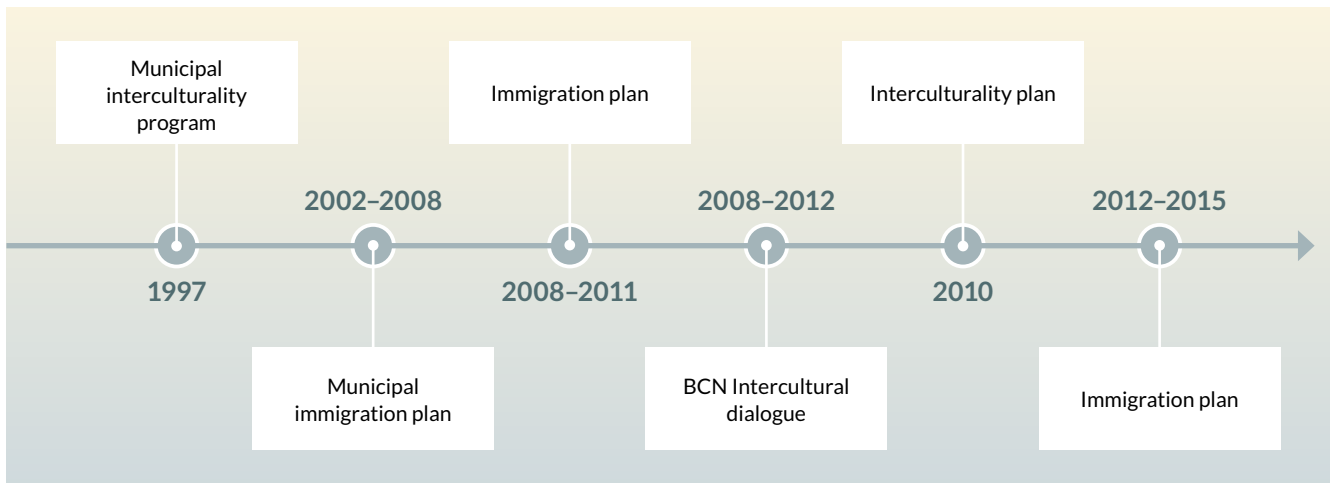 Municipal
interculturality
program
Immigration plan
Interculturality plan
2002–2008
2008–2012
2012–2015
1997
2008–2011
2010
Municipal
immigration plan
BCN Intercultural
dialogue
Immigration plan